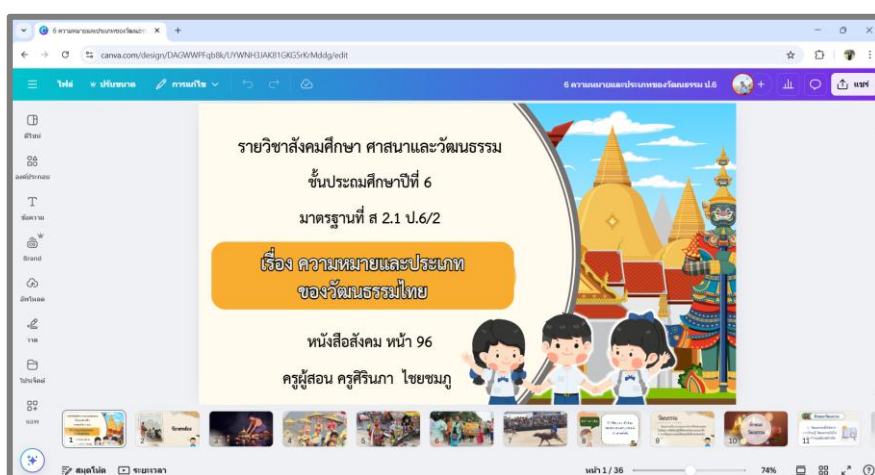 6 ความหมายและประเภทของวัฒนธรรม
canva.com/design/DAGWWPFqb8k/UYWNH3JAK81GKG5rKrMddg/edit
ไฟล์
ปรับขนาด
การแก้ไข
6 ความหมายและประเภทของวัฒนธรรม ป.6
แชร์
ดีไซน์
องค์ประกอบ
ข้อความ
Brand
อัพโหลด
วาด
โปรเจ็คต์
แอพ
รายวิชาสังคมศึกษา ศาสนาและวัฒนธรรม
ชั้นประถมศึกษาปีที่ 6
มาตรฐานที่ ส 2.1 ป.6/2
เรื่อง ความหมายและประเภท
ของวัฒนธรรมไทย
หนังสือสังคม หน้า 96
ครูผู้สอน ครูศิรินภา ไชยชมภู
1
2
3
4
5
6
7
8
9
10
11
สมุดโน้ต
ระยะเวลา
หน้า 1 / 36
74%